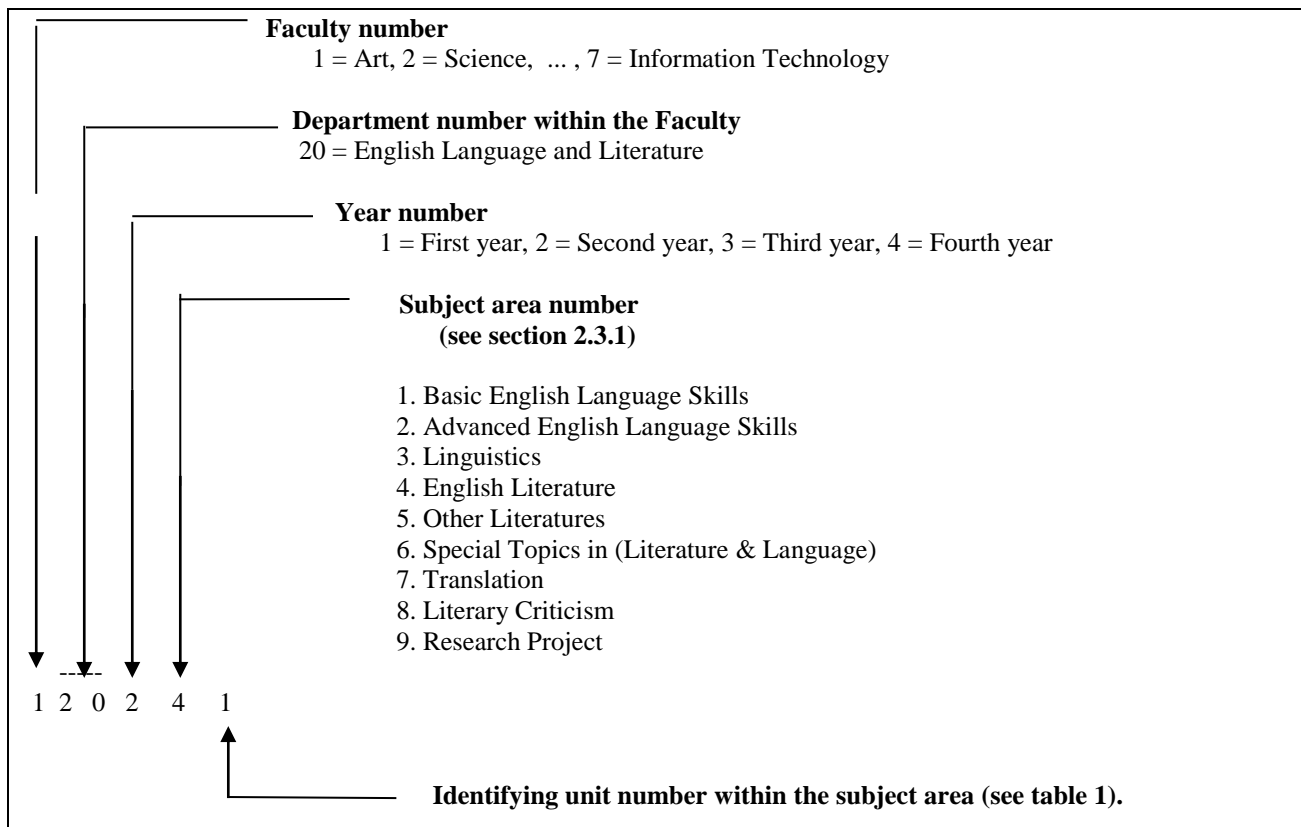 Faculty number
1 = Art, 2 = Science, ... , 7 = Information Technology
Department number within the Faculty
20 = English Language and Literature
Year number
1 = First year, 2 = Second year, 3 = Third year, 4 = Fourth year
Subject area number
(see section 2.3.1)
1. Basic English Language Skills
2. Advanced English Language Skills
3. Linguistics
4. English Literature
5. Other Literatures
6. Special Topics in (Literature & Language)
7. Translation
8. Literary Criticism
9. Research Project
-----
1 2 0 2 4 1
Identifying unit number within the subject area (see table 1).